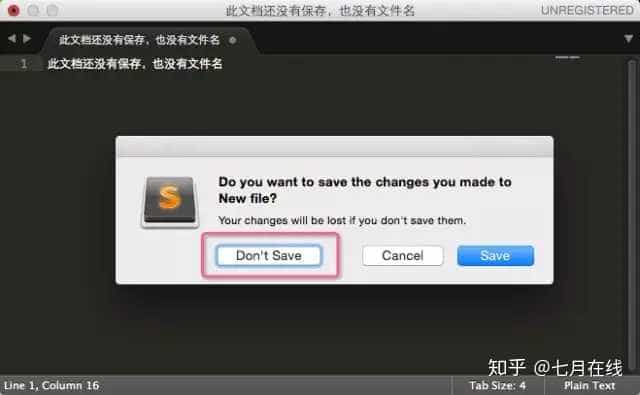 此文档还没有保存，也没有文件名
UNREGISTERED
此文档还没有保存，也没有文件名
1 此文档还没有保存，也没有文件名
Do you want to save the changes you made to
New file?
Your changes will be lost if you don't save them.
Don't Save
Cancel
Save
知乎 @七月在线
Line 1, Column 16
Tab Size: 4
Plain Text